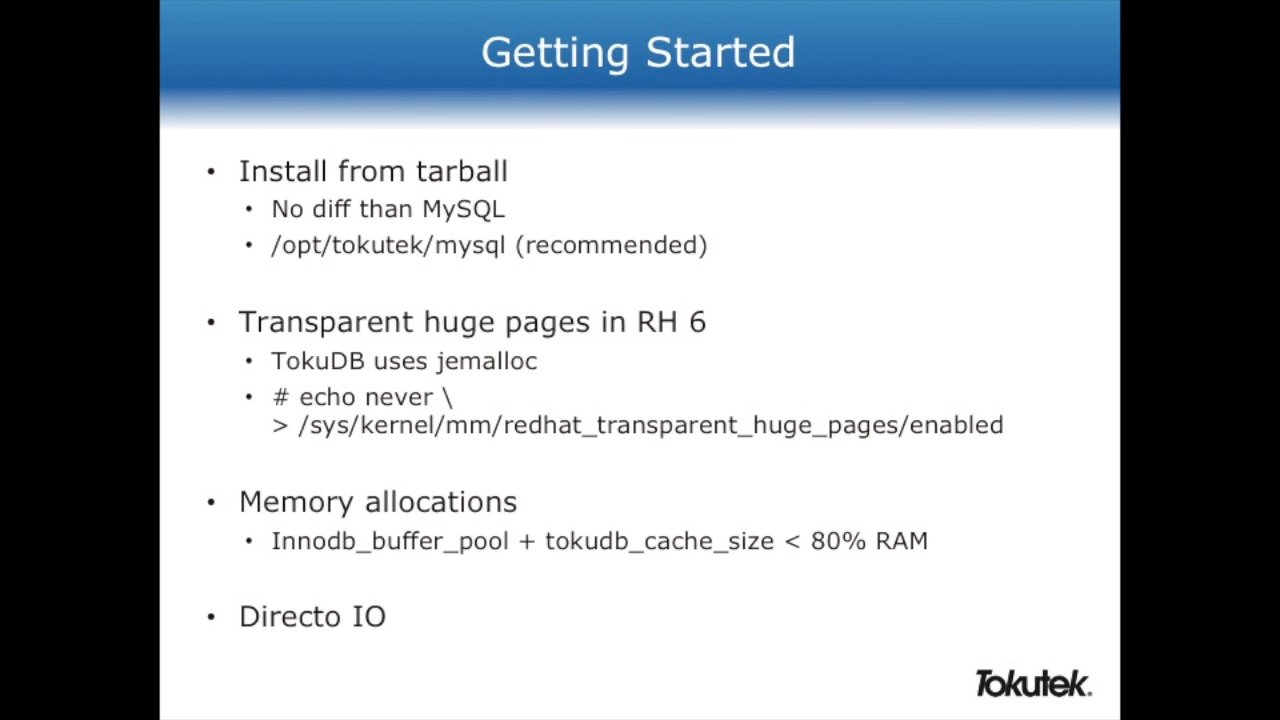 Getting Started
• Install from tarball
• No diff than MySQL
• /opt/tokutek/mysql (recommended)
• Transparent huge pages in RH 6
• TokuDB uses jemalloc
• # echo never \
> /sys/kernel/mm/redhat_transparent_huge_pages/enabled
• Memory allocations
• Innodb_buffer_pool + tokudb_cache_size < 80% RAM
• Directo IO
Tokutek.